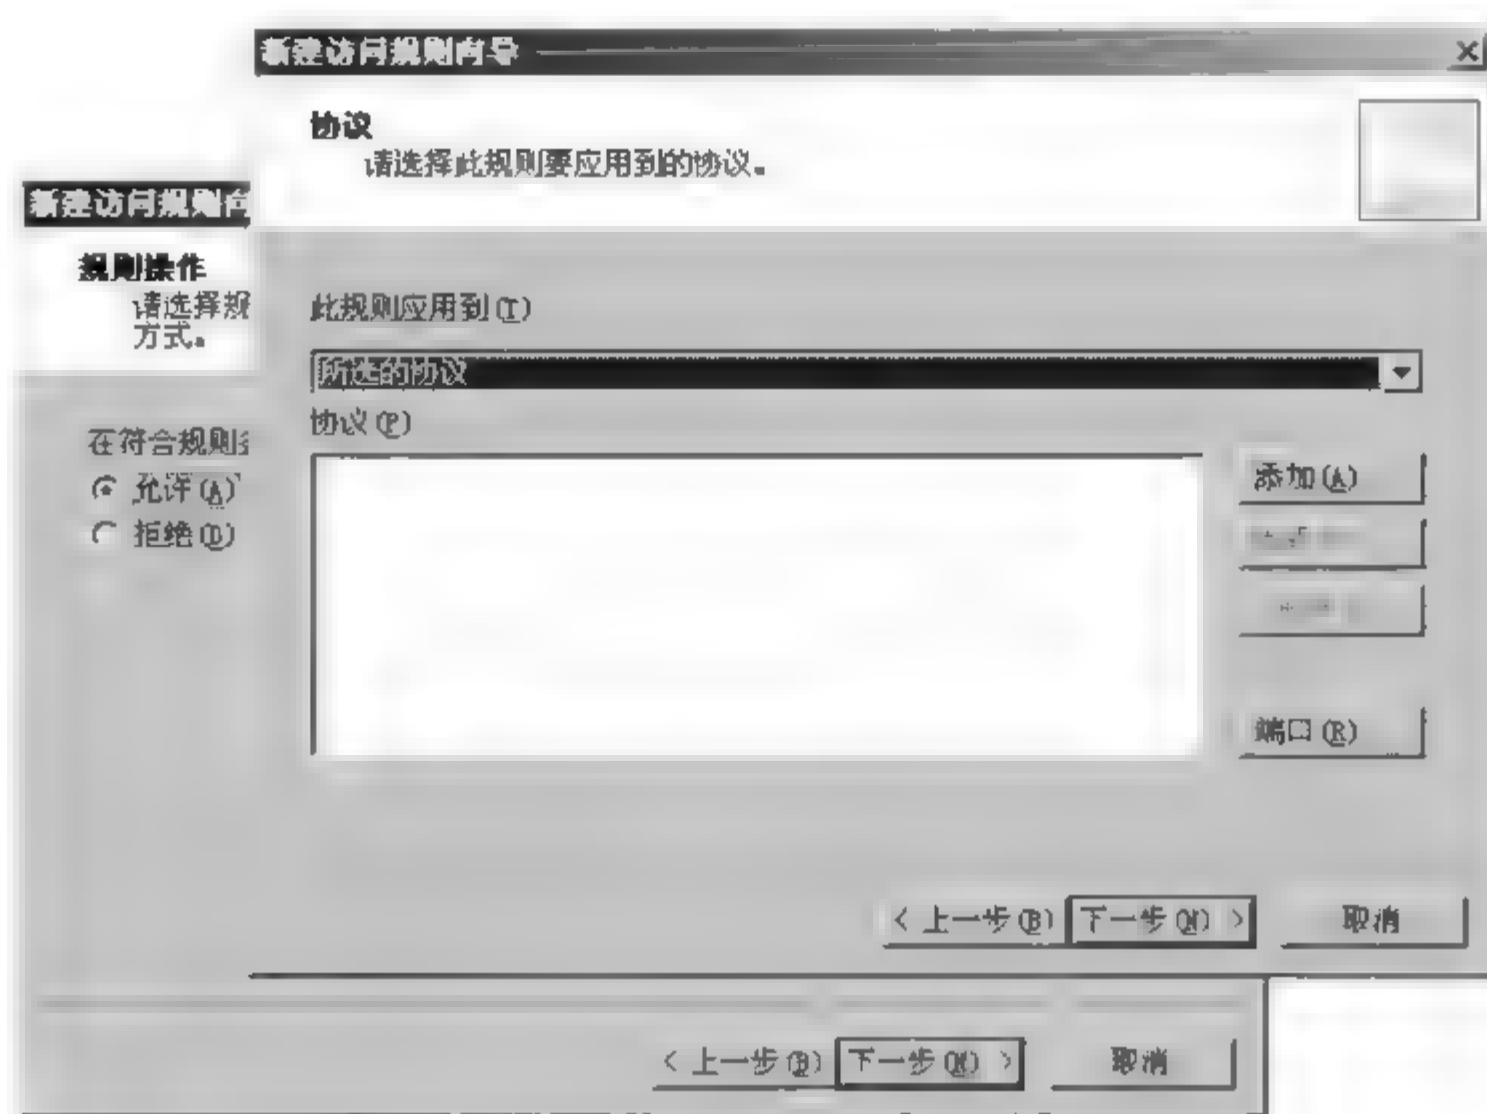 新建访问规则向导
协议
请选择此规则要应用到的协议。
此规则应用到(T)
所选的协议
协议(P)
添加(A)
端口(R)
< 上一步(B)
下一步(N) >
取消
新建访问规则向
规则操作
请选择规
方式。
在符合规则
允许(A)
拒绝(D)
< 上一步(B)
下一步(N) >
取消